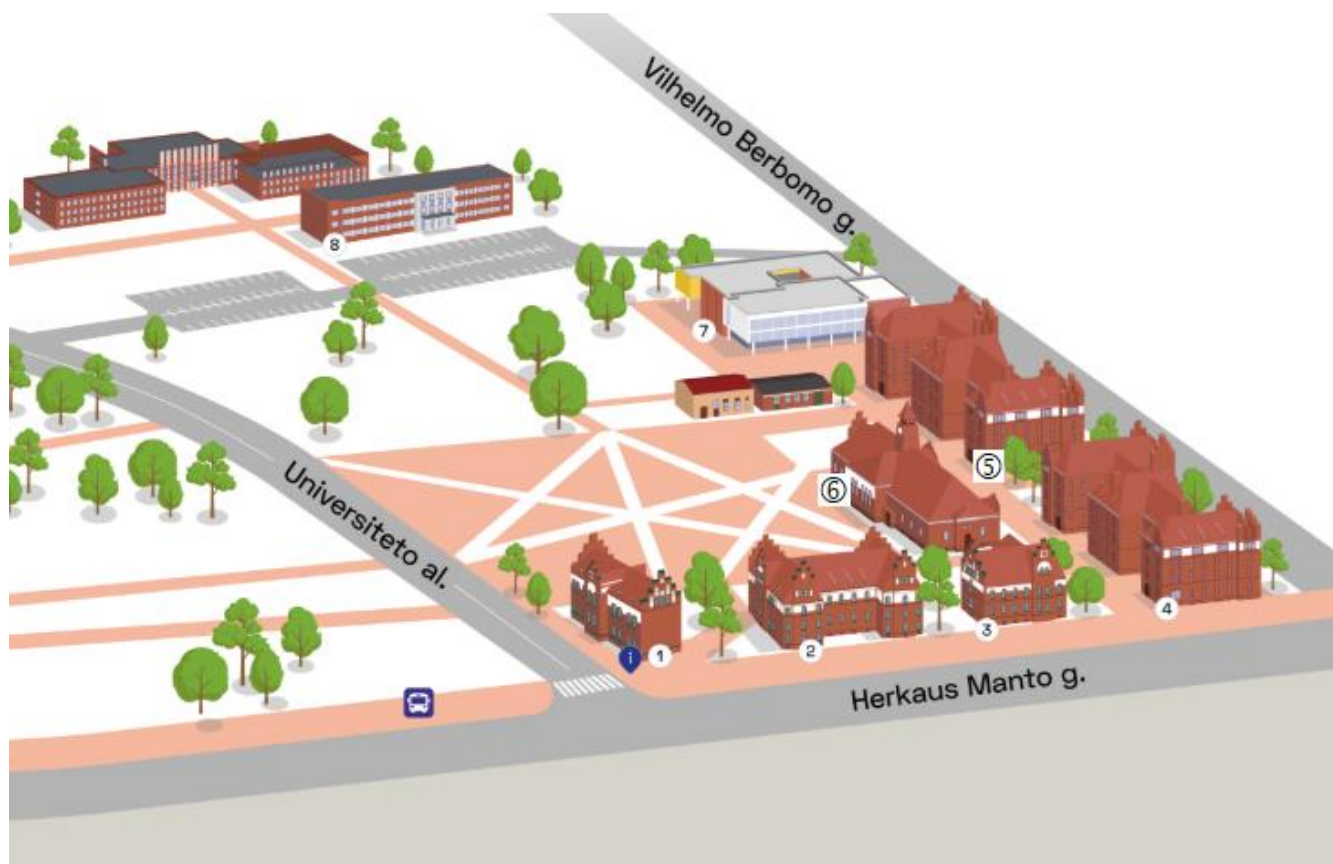 Vilhelmo Berbomo g.
8
7
⑤
⑥
Universiteto al.
i
1
2
3
4
Herkaus Manto g.